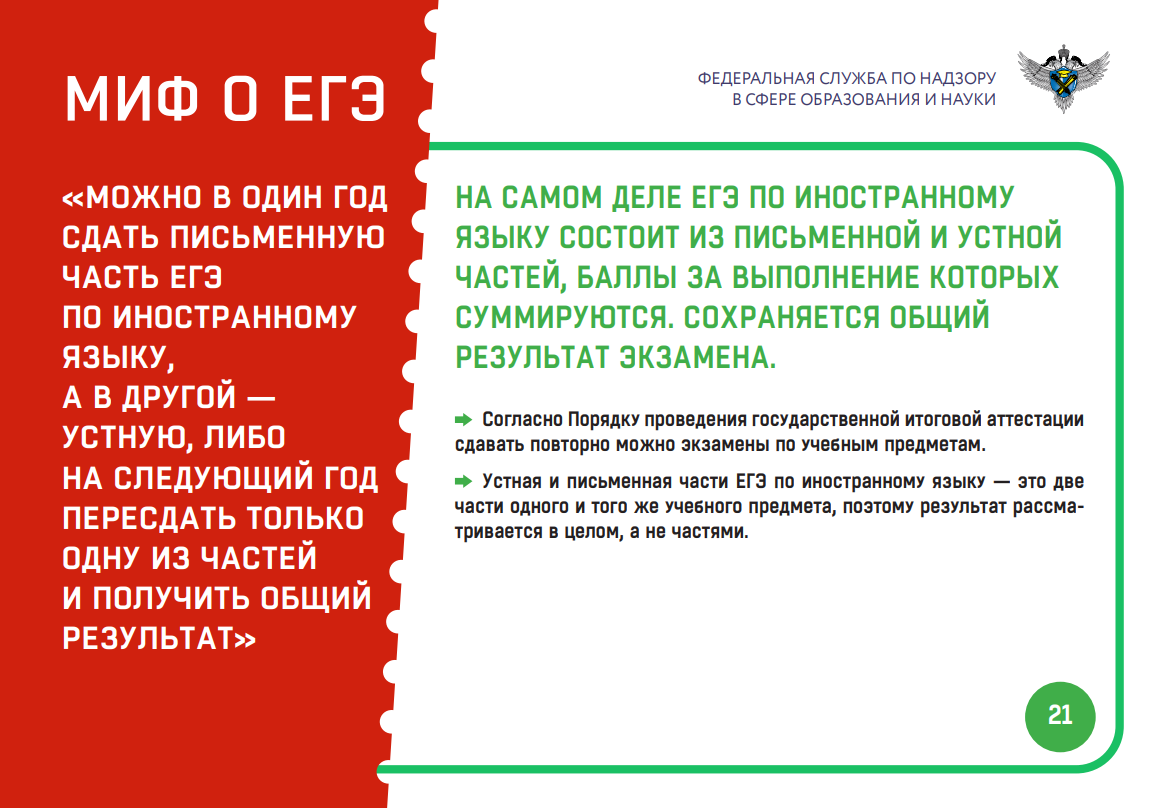 МИФ О ЕГЭ
«МОЖНО В ОДИН ГОД
СДАТЬ ПИСЬМЕННУЮ
ЧАСТЬ ЕГЭ
ПО ИНОСТРАННОМУ
ЯЗЫКУ,
А В ДРУГОЙ —
УСТНУЮ, ЛИБО
НА СЛЕДУЮЩИЙ ГОД
ПЕРЕСДАТЬ ТОЛЬКО
ОДНУ ИЗ ЧАСТЕЙ
И ПОЛУЧИТЬ ОБЩИЙ
РЕЗУЛЬТАТ»
ФЕДЕРАЛЬНАЯ СЛУЖБА ПО НАДЗОРУ
В СФЕРЕ ОБРАЗОВАНИЯ И НАУКИ
НА САМОМ ДЕЛЕ ЕГЭ ПО ИНОСТРАННОМУ
ЯЗЫКУ СОСТОИТ ИЗ ПИСЬМЕННОЙ И УСТНОЙ
ЧАСТЕЙ, БАЛЛЫ ЗА ВЫПОЛНЕНИЕ КОТОРЫХ
СУММИРУЮТСЯ. СОХРАНЯЕТСЯ ОБЩИЙ
РЕЗУЛЬТАТ ЭКЗАМЕНА.
Согласно Порядку проведения государственной итоговой аттестации
сдавать повторно можно экзамены по учебным предметам.
Устная и письменная части ЕГЭ по иностранному языку — это две
части одного и того же учебного предмета, поэтому результат рассма-
тривается в целом, а не частями.
21